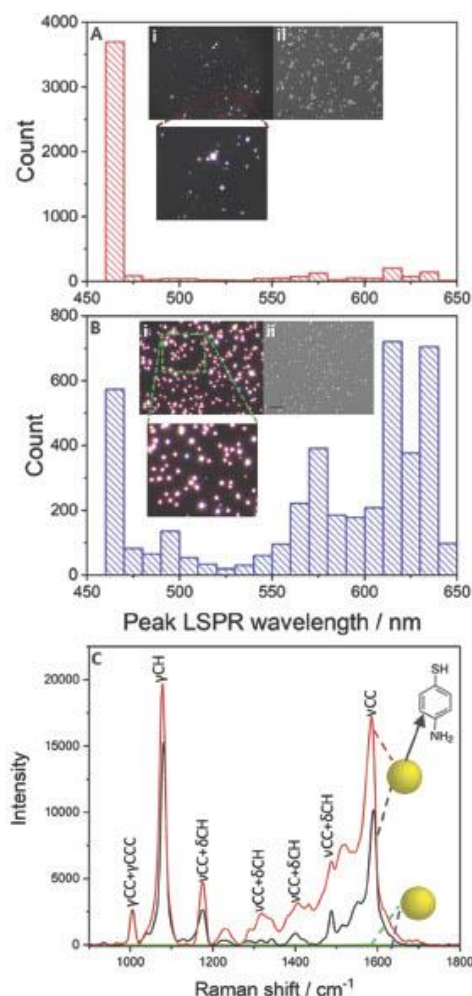 A
i
ii
4000
3000
2000
1000
0
Count
450 500 550 600 650
B
i
ii
800
600
400
200
0
Count
450 500 550 600 650
Peak LSPR wavelength / nm
C
20000
15000
10000
5000
0
Intensity
γCC+γCCC
γCH
νCC+δCH
νCC+δCH
νCC+δCH
νCC+δCH
νCC
SH
NH₂
1000 1200 1400 1600 1800
Raman shift / cm⁻¹